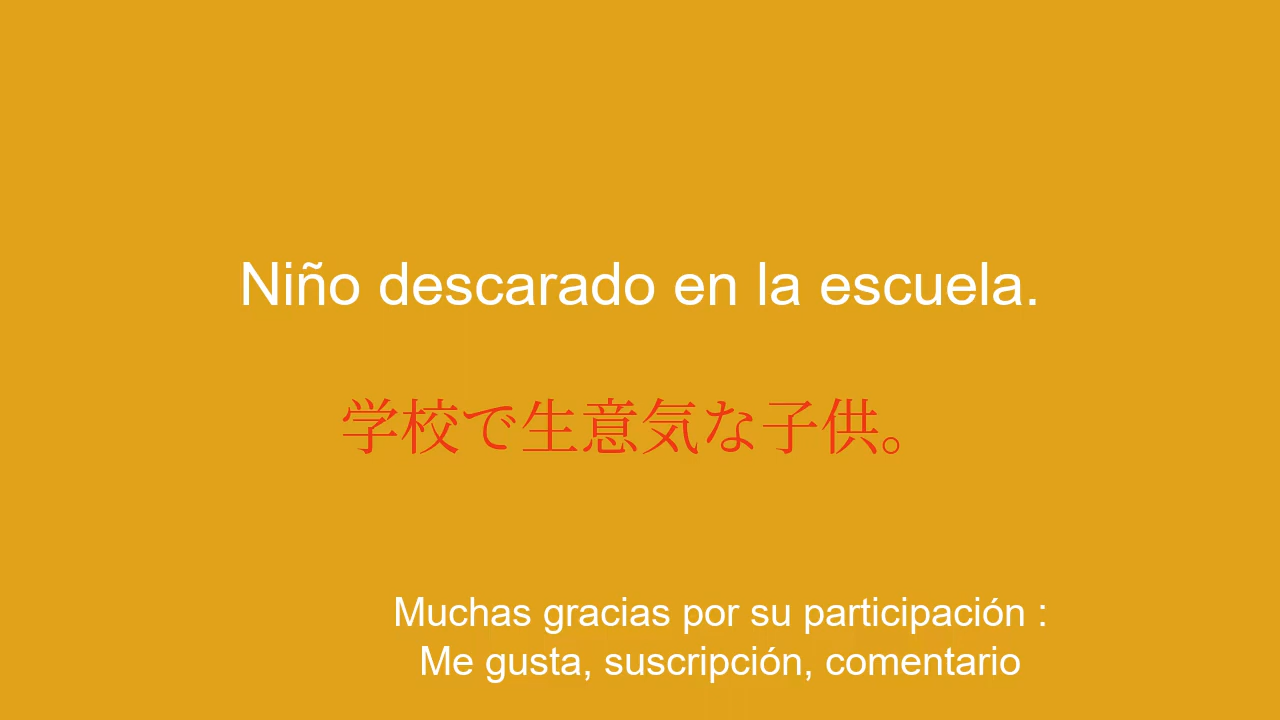 Niño descarado en la escuela.
学校で生意気な子供。
Muchas gracias por su participación :
Me gusta, suscripción, comentario